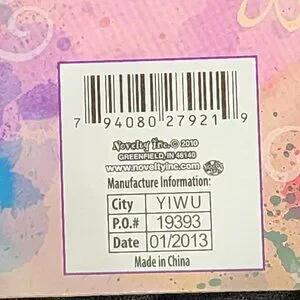 7 94080 27921 9
Novelty Inc.© 2010
GREENFIELD, IN 46140
www.noveltyinc.com
Manufacture Information:
City YIWU
P.O.# 19393
Date 01/2013
Made in China